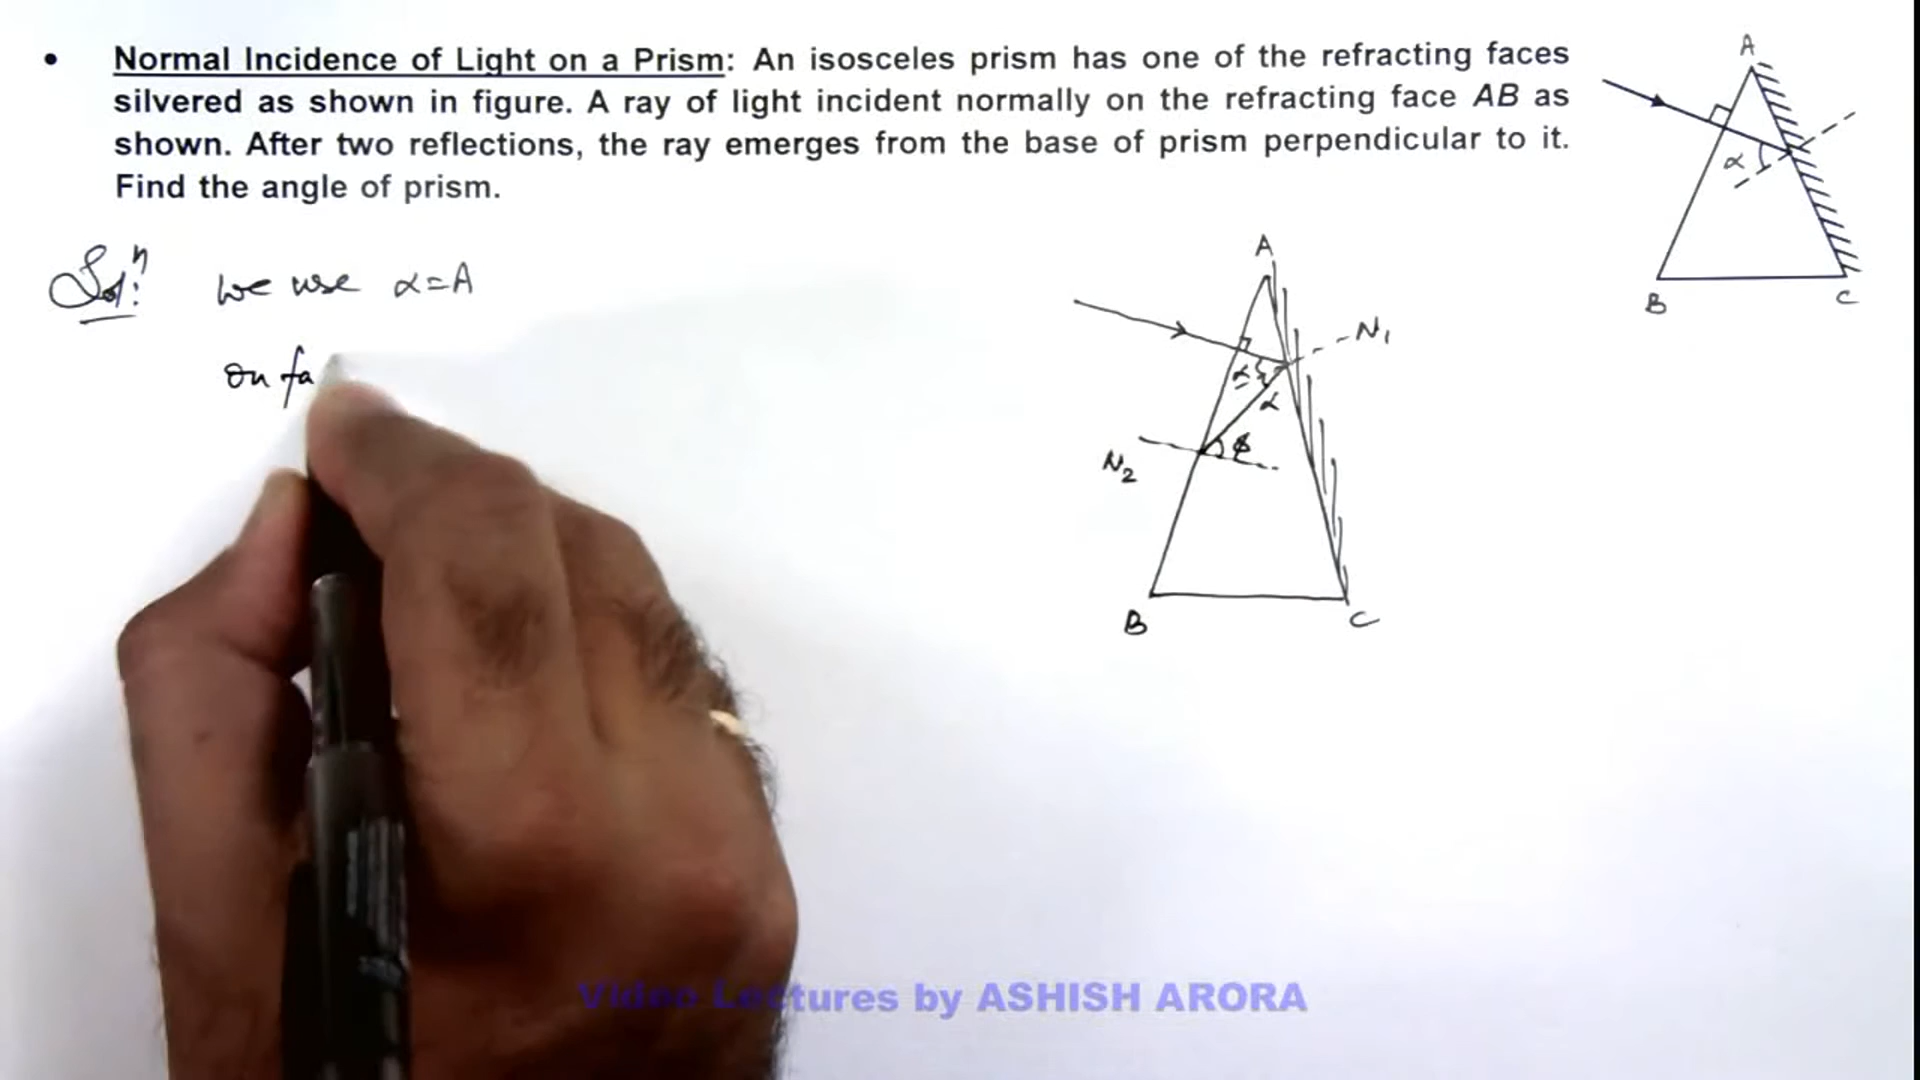 • Normal Incidence of Light on a Prism: An isosceles prism has one of the refracting faces
silvered as shown in figure. A ray of light incident normally on the refracting face AB as
shown. After two reflections, the ray emerges from the base of prism perpendicular to it.
Find the angle of prism.
A
α
B
C
Solⁿ:
we use α=A
on fa
A
N₁
α
α
N₂
B
C
Video Lectures by ASHISH ARORA